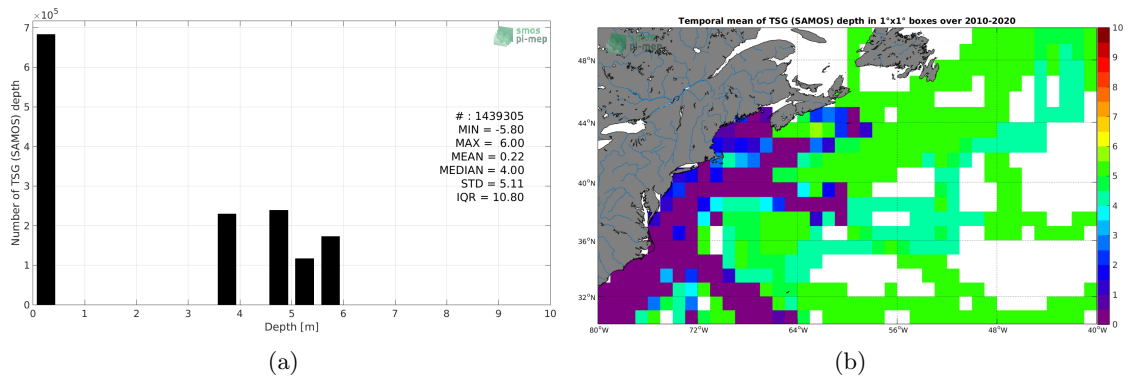 ×10⁵
7
6
5
4
3
2
1
0
Number of TSG (SAMOS) depth
smos
pi-mep
# : 1439305
MIN = -5.80
MAX = 6.00
MEAN = 0.22
MEDIAN = 4.00
STD = 5.11
IQR = 10.80
0 1 2 3 4 5 6 7 8 9 10
Depth [m]
(a)
Temporal mean of TSG (SAMOS) depth in 1°x1° boxes over 2010-2020
smos
pi-mep
48°N
44°N
40°N
36°N
32°N
80°W 72°W 64°W 56°W 48°W 40°W
10
9
8
7
6
5
4
3
2
1
0
(b)